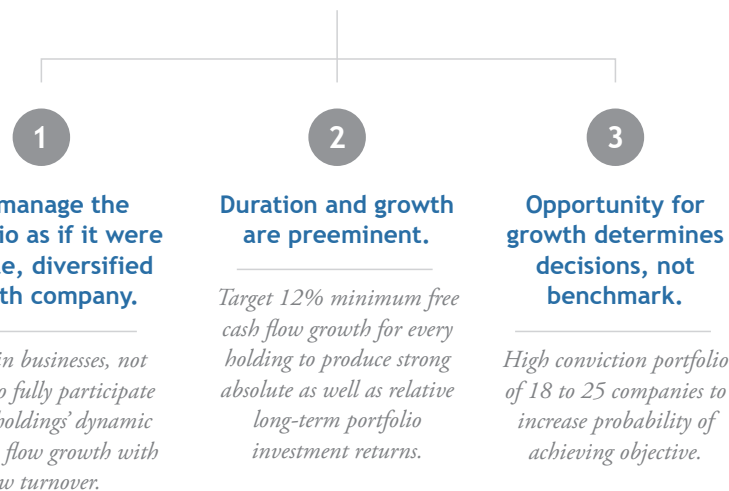 1
manage the
as if it were
diversified
company.
in businesses, not
fully participate
holdings' dynamic
flow growth with
turnover.
2
Duration and growth
are preeminent.
Target 12% minimum free
cash flow growth for every
holding to produce strong
absolute as well as relative
long-term portfolio
investment returns.
3
Opportunity for
growth determines
decisions, not
benchmark.
High conviction portfolio
of 18 to 25 companies to
increase probability of
achieving objective.